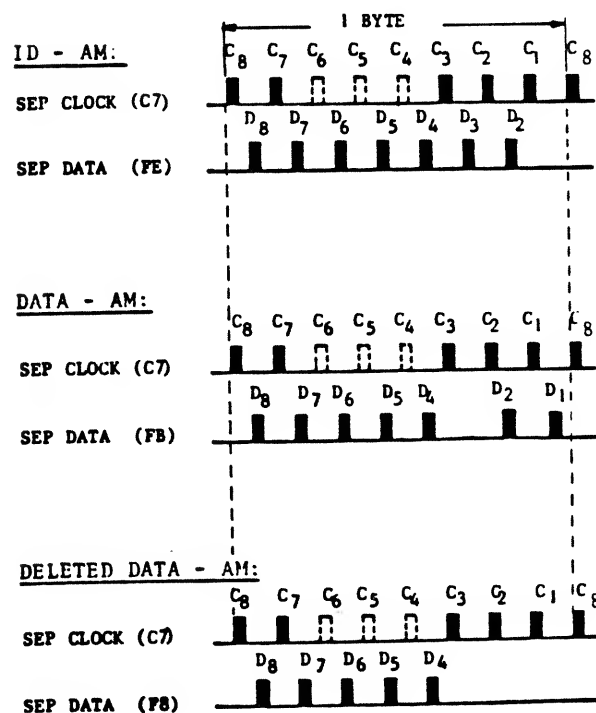 1 BYTE
ID - AM:
C8 C7 C6 C5 C4 C3 C2 C1 C8
SEP CLOCK (C7)
D8 D7 D6 D5 D4 D3 D2
SEP DATA (FE)
DATA - AM:
C8 C7 C6 C5 C4 C3 C2 C1 C8
SEP CLOCK (C7)
D8 D7 D6 D5 D4 D2 D1
SEP DATA (FB)
DELETED DATA - AM:
C8 C7 C6 C5 C4 C3 C2 C1 C8
SEP CLOCK (C7)
D8 D7 D6 D5 D4
SEP DATA (F8)